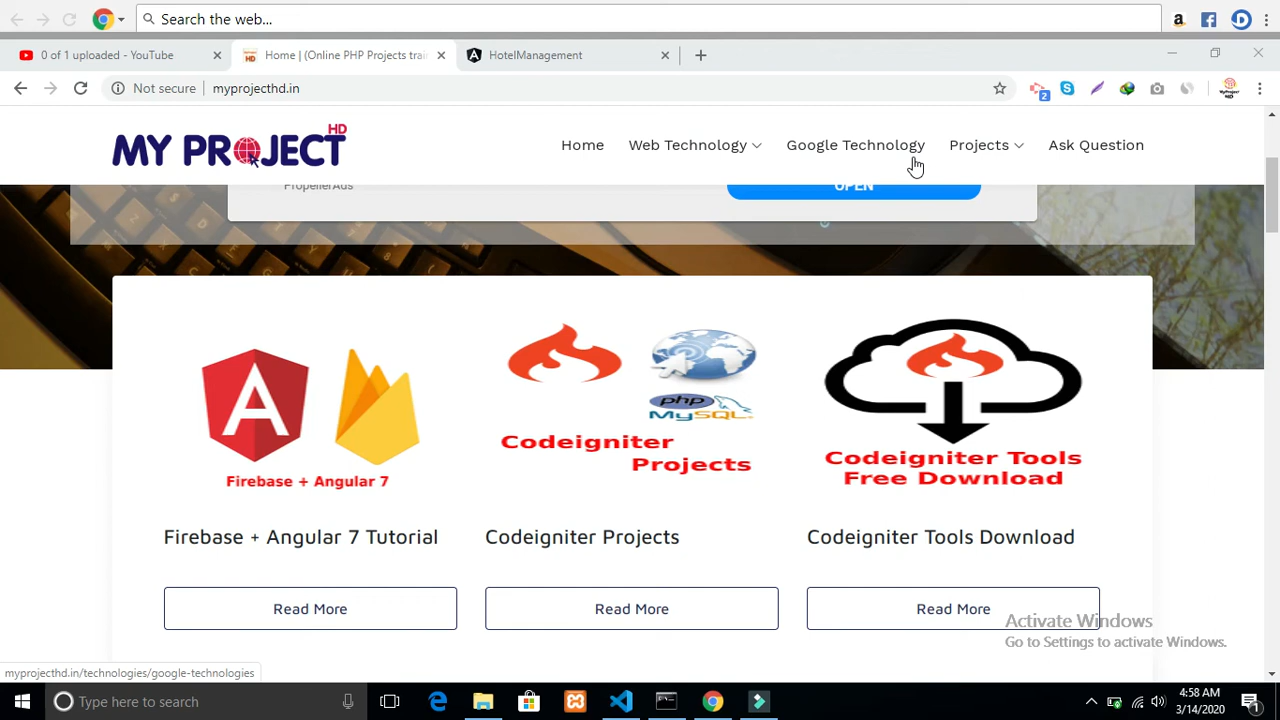 Search the web...
0 of 1 uploaded - YouTube
Home | (Online PHP Projects trai
HotelManagement
Not secure
myprojecthd.in
2
MY PROJECT HD
Home
Web Technology
Google Technology
Projects
Ask Question
PropellerAds
OPEN
Firebase + Angular 7
php
MySQL
Codeigniter
Projects
Codeigniter Tools
Free Download
Firebase + Angular 7 Tutorial
Codeigniter Projects
Codeigniter Tools Download
Read More
Read More
Read More
Activate Windows
Go to Settings to activate Windows.
myprojecthd.in/technologies/google-technologies
Type here to search
4:58 AM
3/14/2020
1